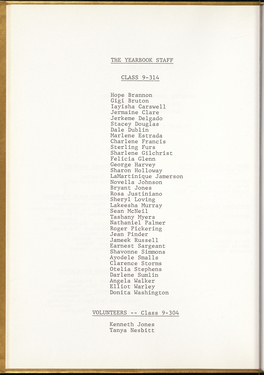 THE YEARBOOK STAFF
CLASS 9-314
Hope Brannon
Gigi Bruton
Tayisha Carswell
Jermaine Clare
Jerkeme Delgado
Stacey Douglas
Dale Dublin
Marlene Estrada
Charlene Francis
Sterling Furs
Sharlene Gilchrist
Felicia Glenn
George Harvey
Sharon Holloway
LaMartinique Jamerson
Novella Johnson
Bryant Jones
Rosa Justiniano
Sheryl Loving
Lakeesha Murray
Sean McNeil
Tashany Myers
Nathaniel Palmer
Roger Pickering
Jean Pinder
Jameek Russell
Earnest Sargeant
Shavonne Simmons
Ayodele Smalls
Clarence Storms
Otelia Stephens
Darlene Sumlin
Angela Walker
Elliot Warley
Donita Washington
VOLUNTEERS -- Class 9-304
Kenneth Jones
Tanya Nesbitt